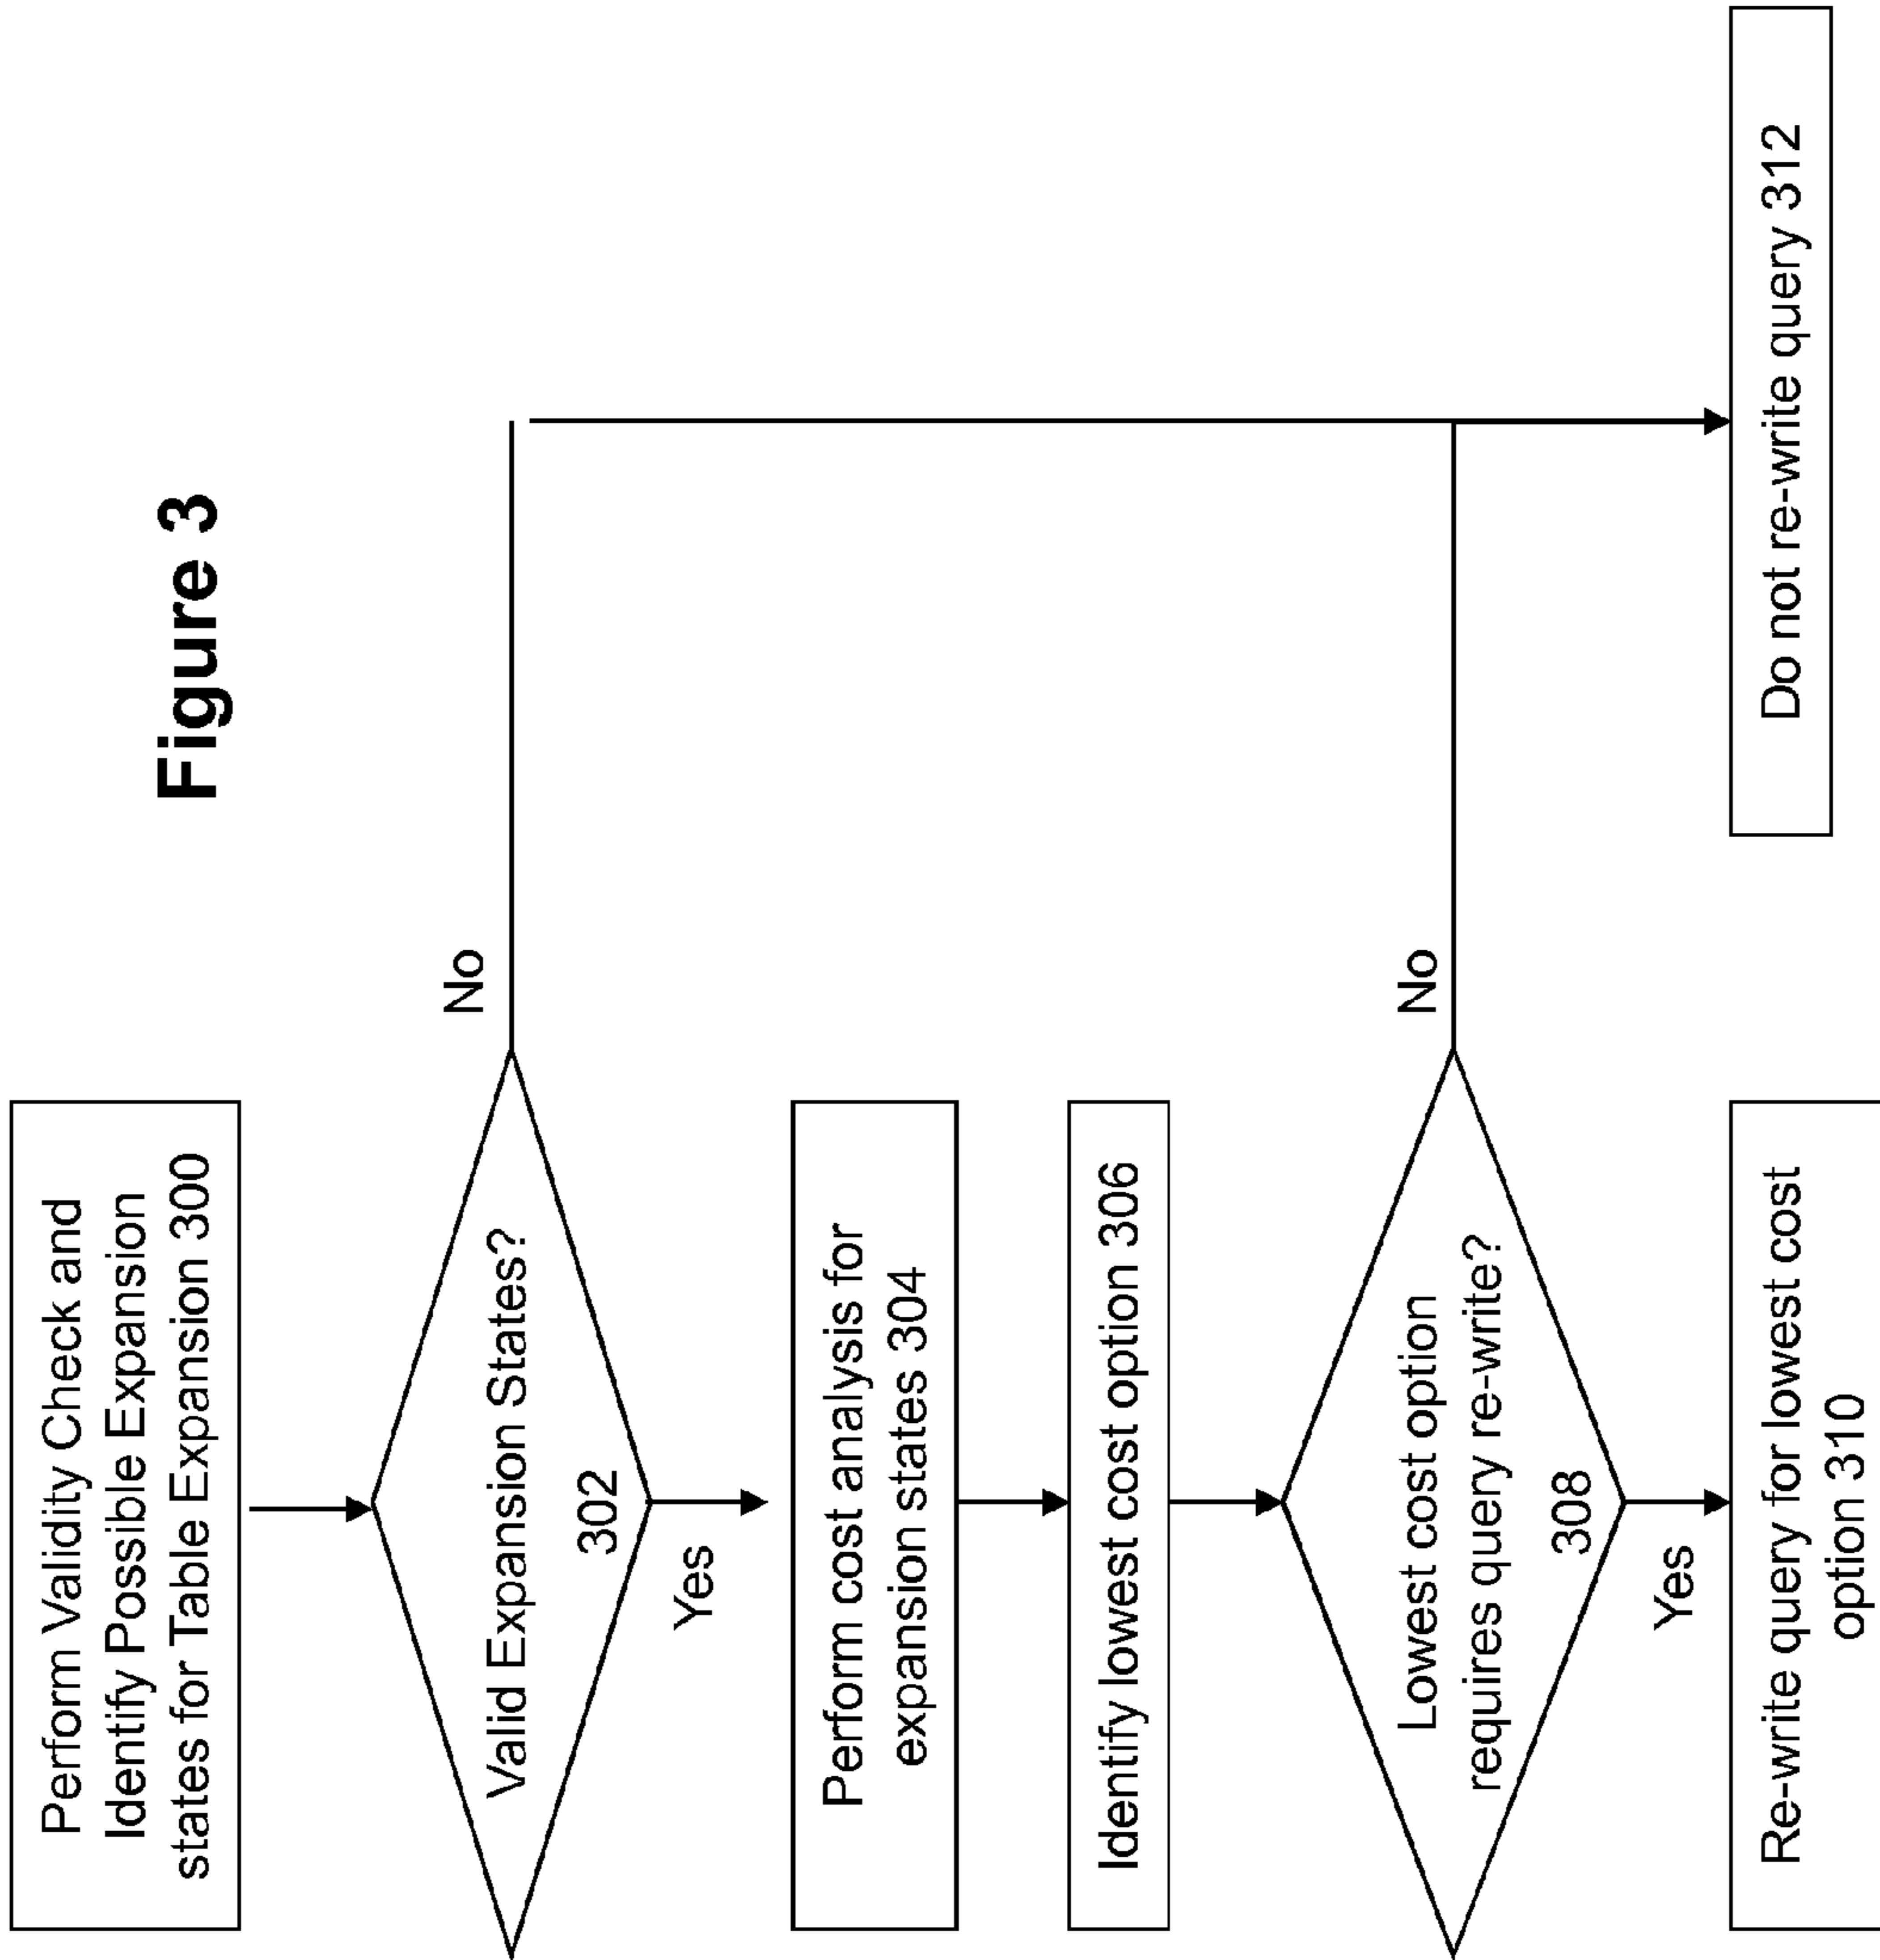 Figure 3
Perform Validity Check and
Identify Possible Expansion
states for Table Expansion 300
Valid Expansion States?
302
No
Yes
Perform cost analysis for
expansion states 304
Identify lowest cost option 306
Lowest cost option
requires query re-write?
308
No
Yes
Re-write query for lowest cost
option 310
Do not re-write query 312